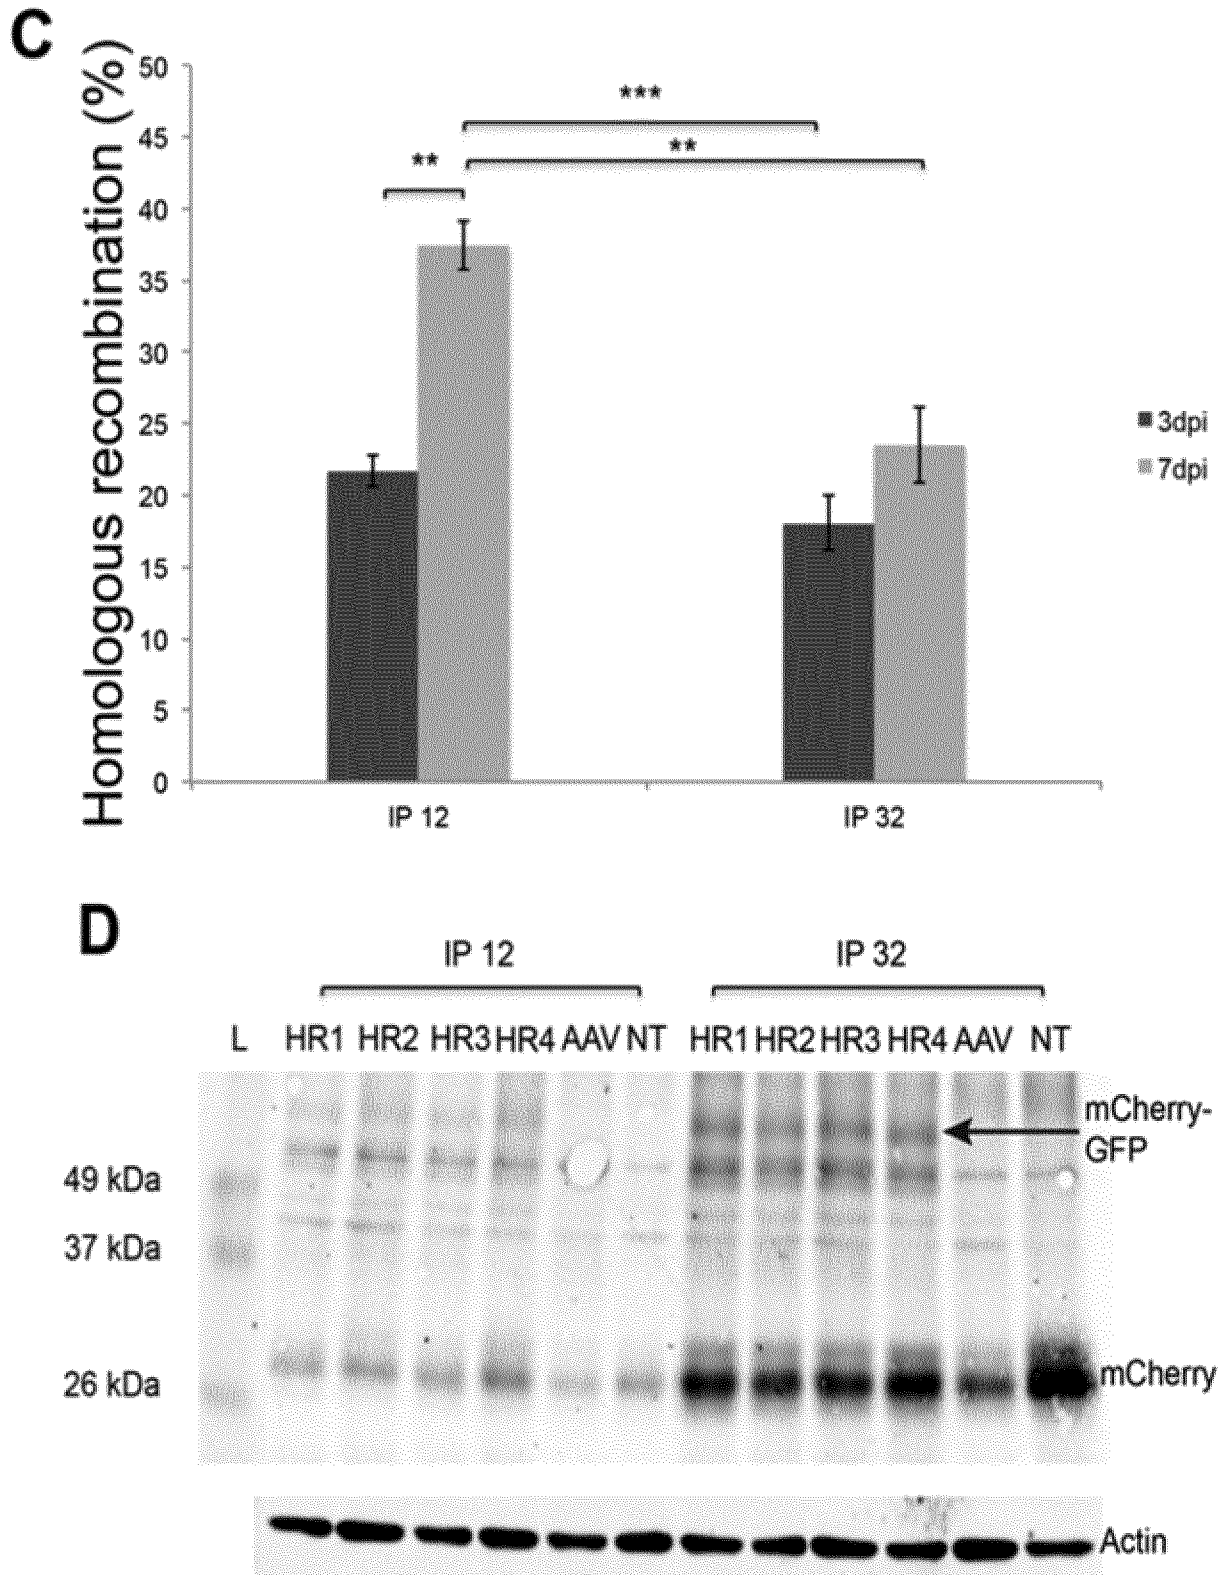 C
Homologous recombination (%)
50
45
40
35
30
25
20
15
10
5
0
***
**
**
3dpi
7dpi
IP 12
IP 32
D
IP 12
IP 32
L HR1 HR2 HR3 HR4 AAV NT HR1 HR2 HR3 HR4 AAV NT
mCherry-
GFP
49 kDa
37 kDa
26 kDa
mCherry
Actin